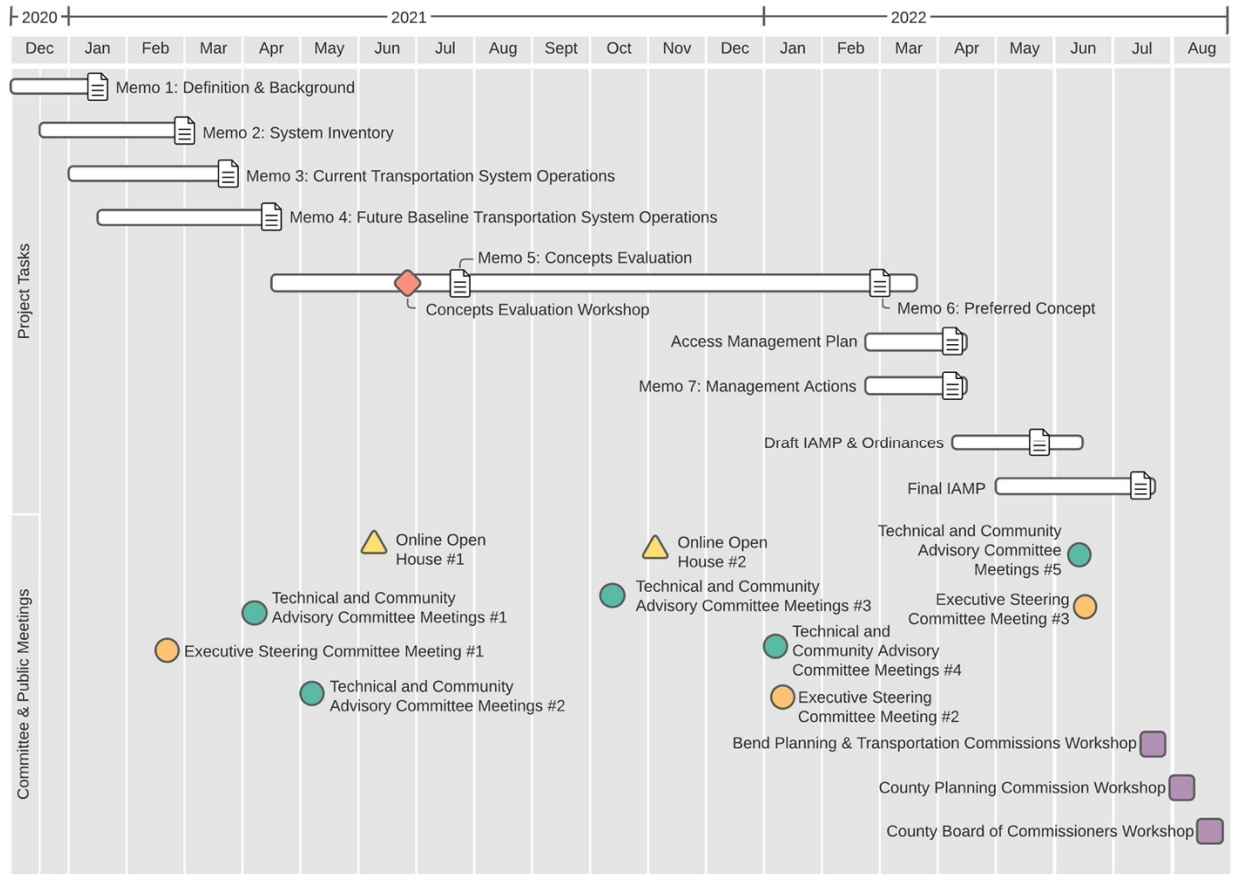 2020 2021 2022
Dec Jan Feb Mar Apr May Jun Jul Aug Sept Oct Nov Dec Jan Feb Mar Apr May Jun Jul Aug
Project Tasks
Memo 1: Definition & Background
Memo 2: System Inventory
Memo 3: Current Transportation System Operations
Memo 4: Future Baseline Transportation System Operations
Memo 5: Concepts Evaluation
Concepts Evaluation Workshop
Memo 6: Preferred Concept
Access Management Plan
Memo 7: Management Actions
Draft IAMP & Ordinances
Final IAMP
Committee & Public Meetings
Online Open
House #1
Online Open
House #2
Technical and Community
Advisory Committee
Meetings #5
Technical and Community
Advisory Committee Meetings #1
Technical and Community
Advisory Committee Meetings #3
Executive Steering
Committee Meeting #3
Executive Steering Committee Meeting #1
Technical and
Community Advisory
Committee Meetings #4
Technical and Community
Advisory Committee Meetings #2
Executive Steering
Committee Meeting #2
Bend Planning & Transportation Commissions Workshop
County Planning Commission Workshop
County Board of Commissioners Workshop